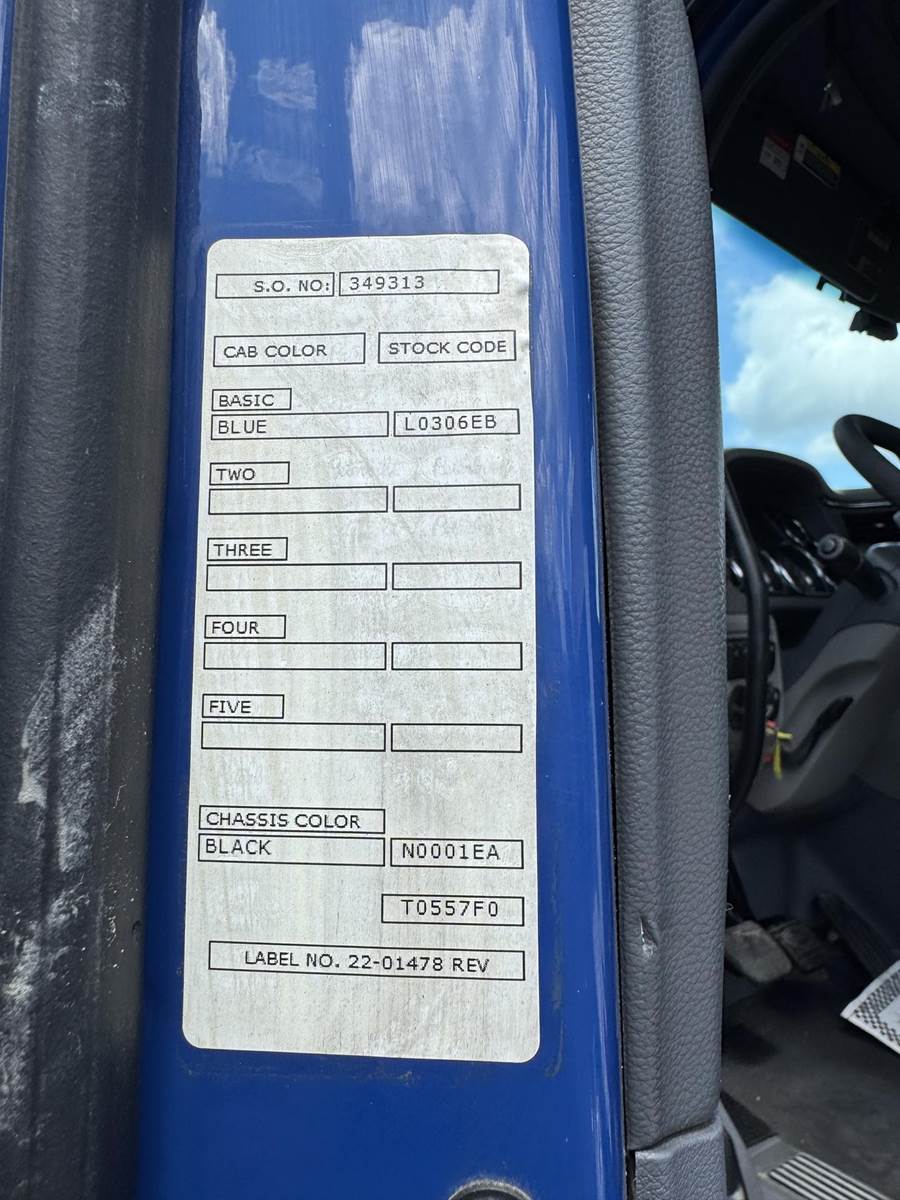 S.O. NO: 349313
CAB COLOR STOCK CODE
BASIC
BLUE L0306EB
TWO
THREE
FOUR
FIVE
CHASSIS COLOR
BLACK N0001EA
T0557F0
LABEL NO. 22-01478 REV